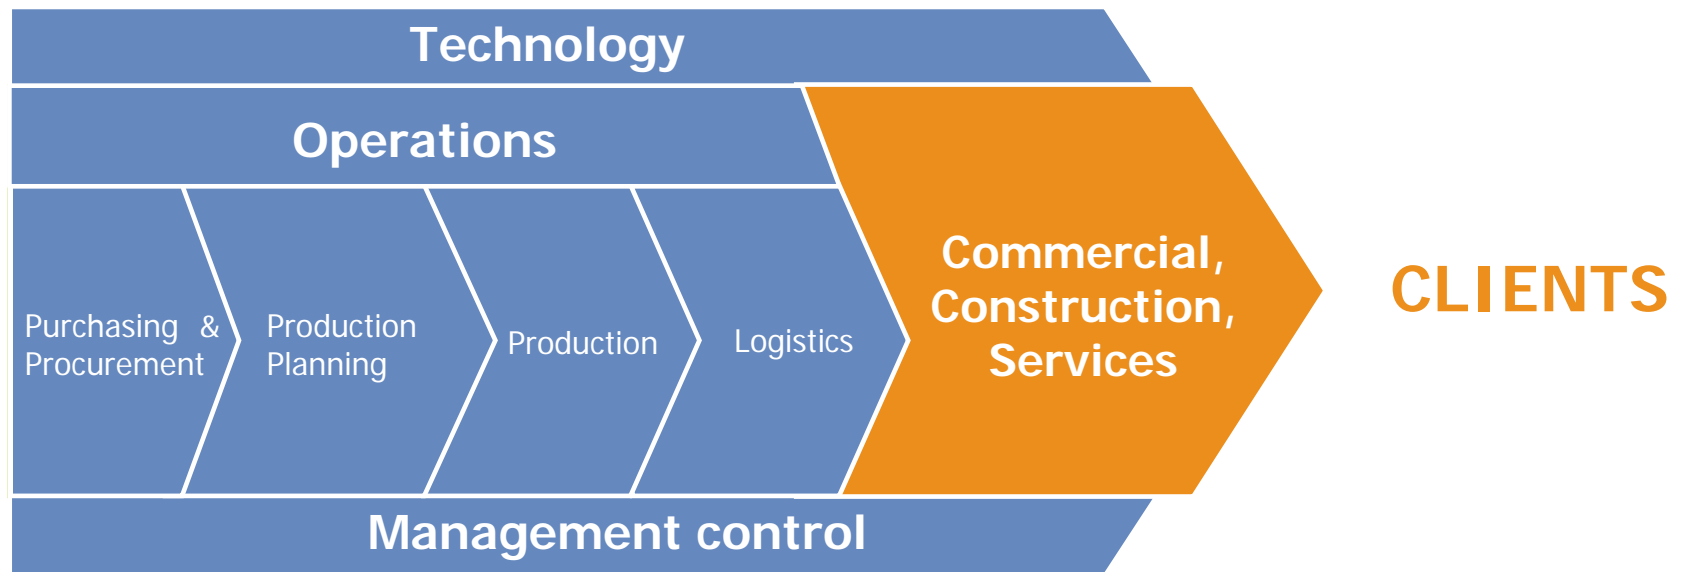 Technology
Operations
Purchasing &
Procurement
Production
Planning
Production
Logistics
Commercial,
Construction,
Services
CLIENTS
Management control